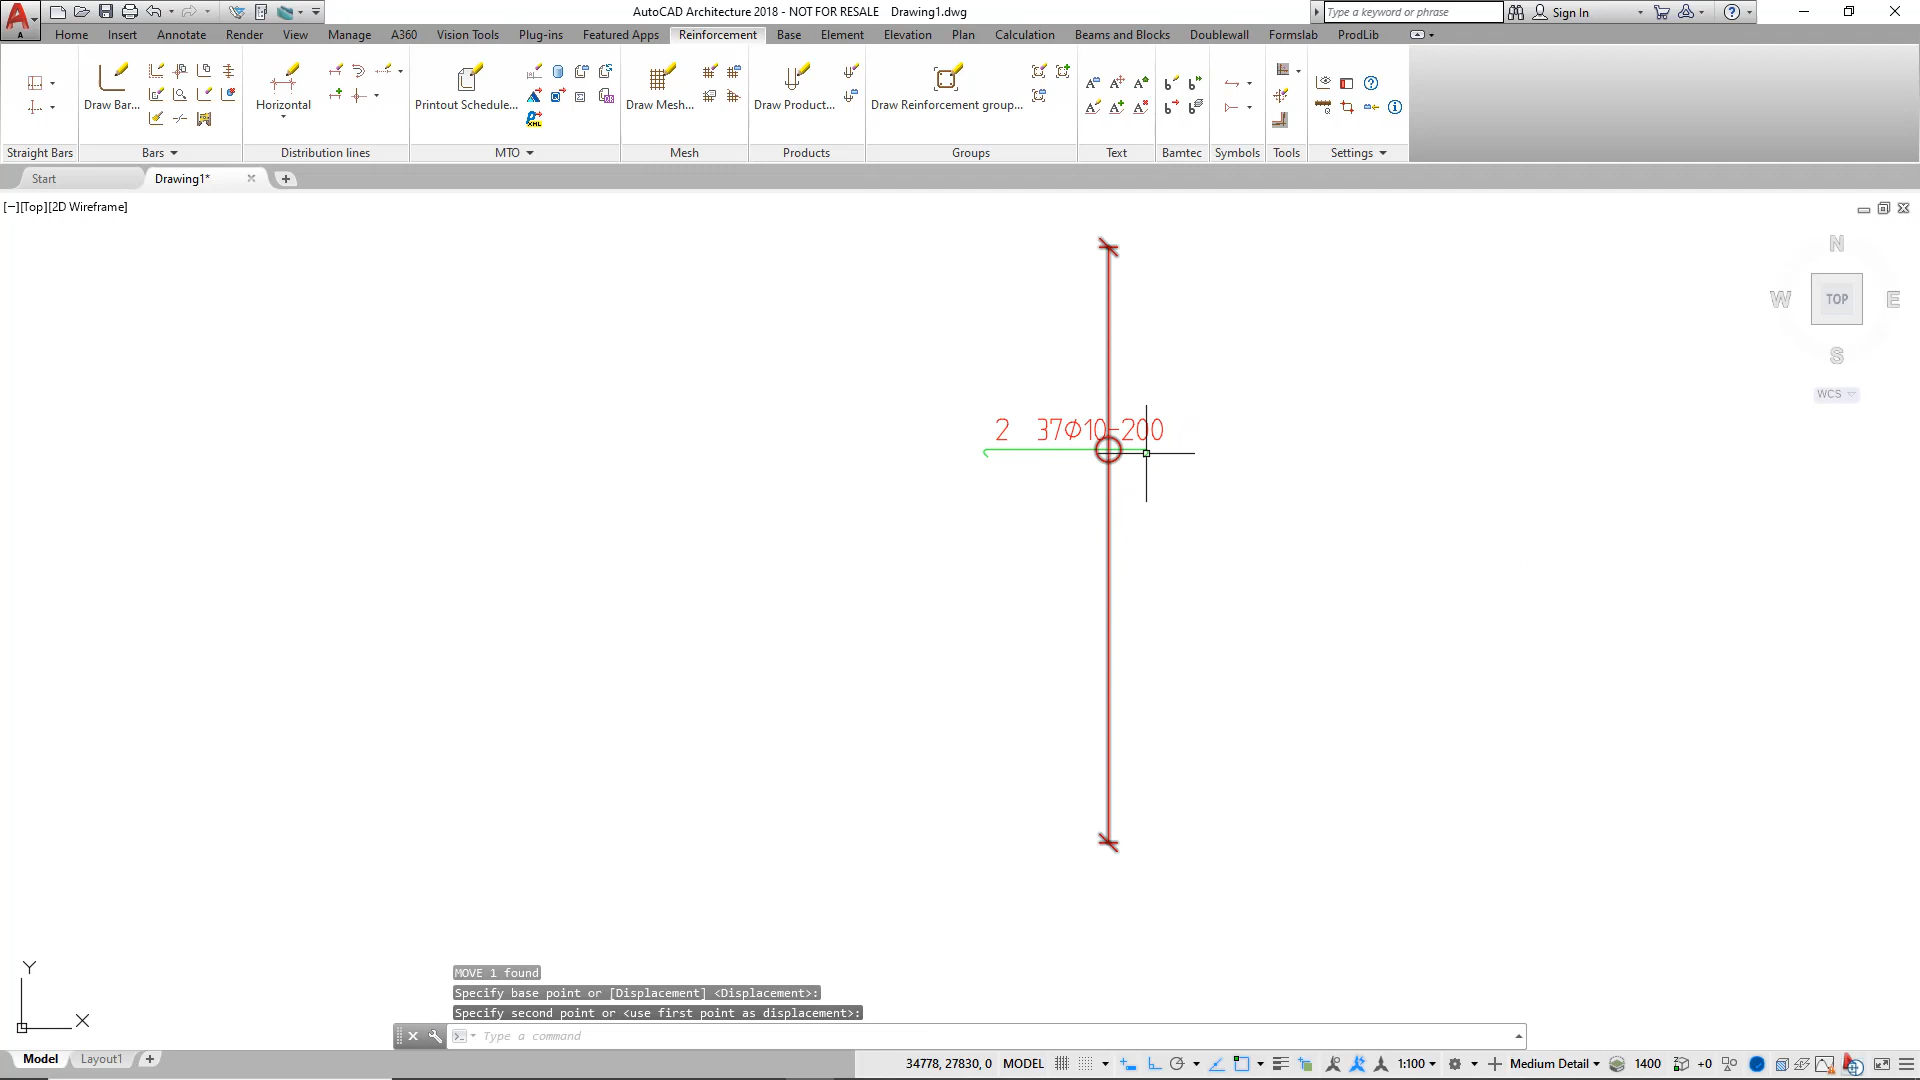 AutoCAD Architecture 2018 - NOT FOR RESALE Drawing1.dwg
Type a keyword or phrase
Sign In
A
Home Insert Annotate Render View Manage A360 Vision Tools Plug-ins Featured Apps Reinforcement Base Element Elevation Plan Calculation Beams and Blocks Doublewall Formslab ProdLib
Draw Bar... Horizontal Printout Schedule... Draw Mesh... Draw Product... Draw Reinforcement group...
XML
Straight Bars Bars Distribution lines MTO Mesh Products Groups Text Bamtec Symbols Tools Settings
Start Drawing1*
[−][Top][2D Wireframe]
N
W TOP E
S
WCS
2 37Φ10-200
Y
X
MOVE 1 found
Specify base point or [Displacement] <Displacement>:
Specify second point or <use first point as displacement>:
Type a command
Model Layout1
34778, 27830, 0 MODEL 1:100 Medium Detail 1400 +0